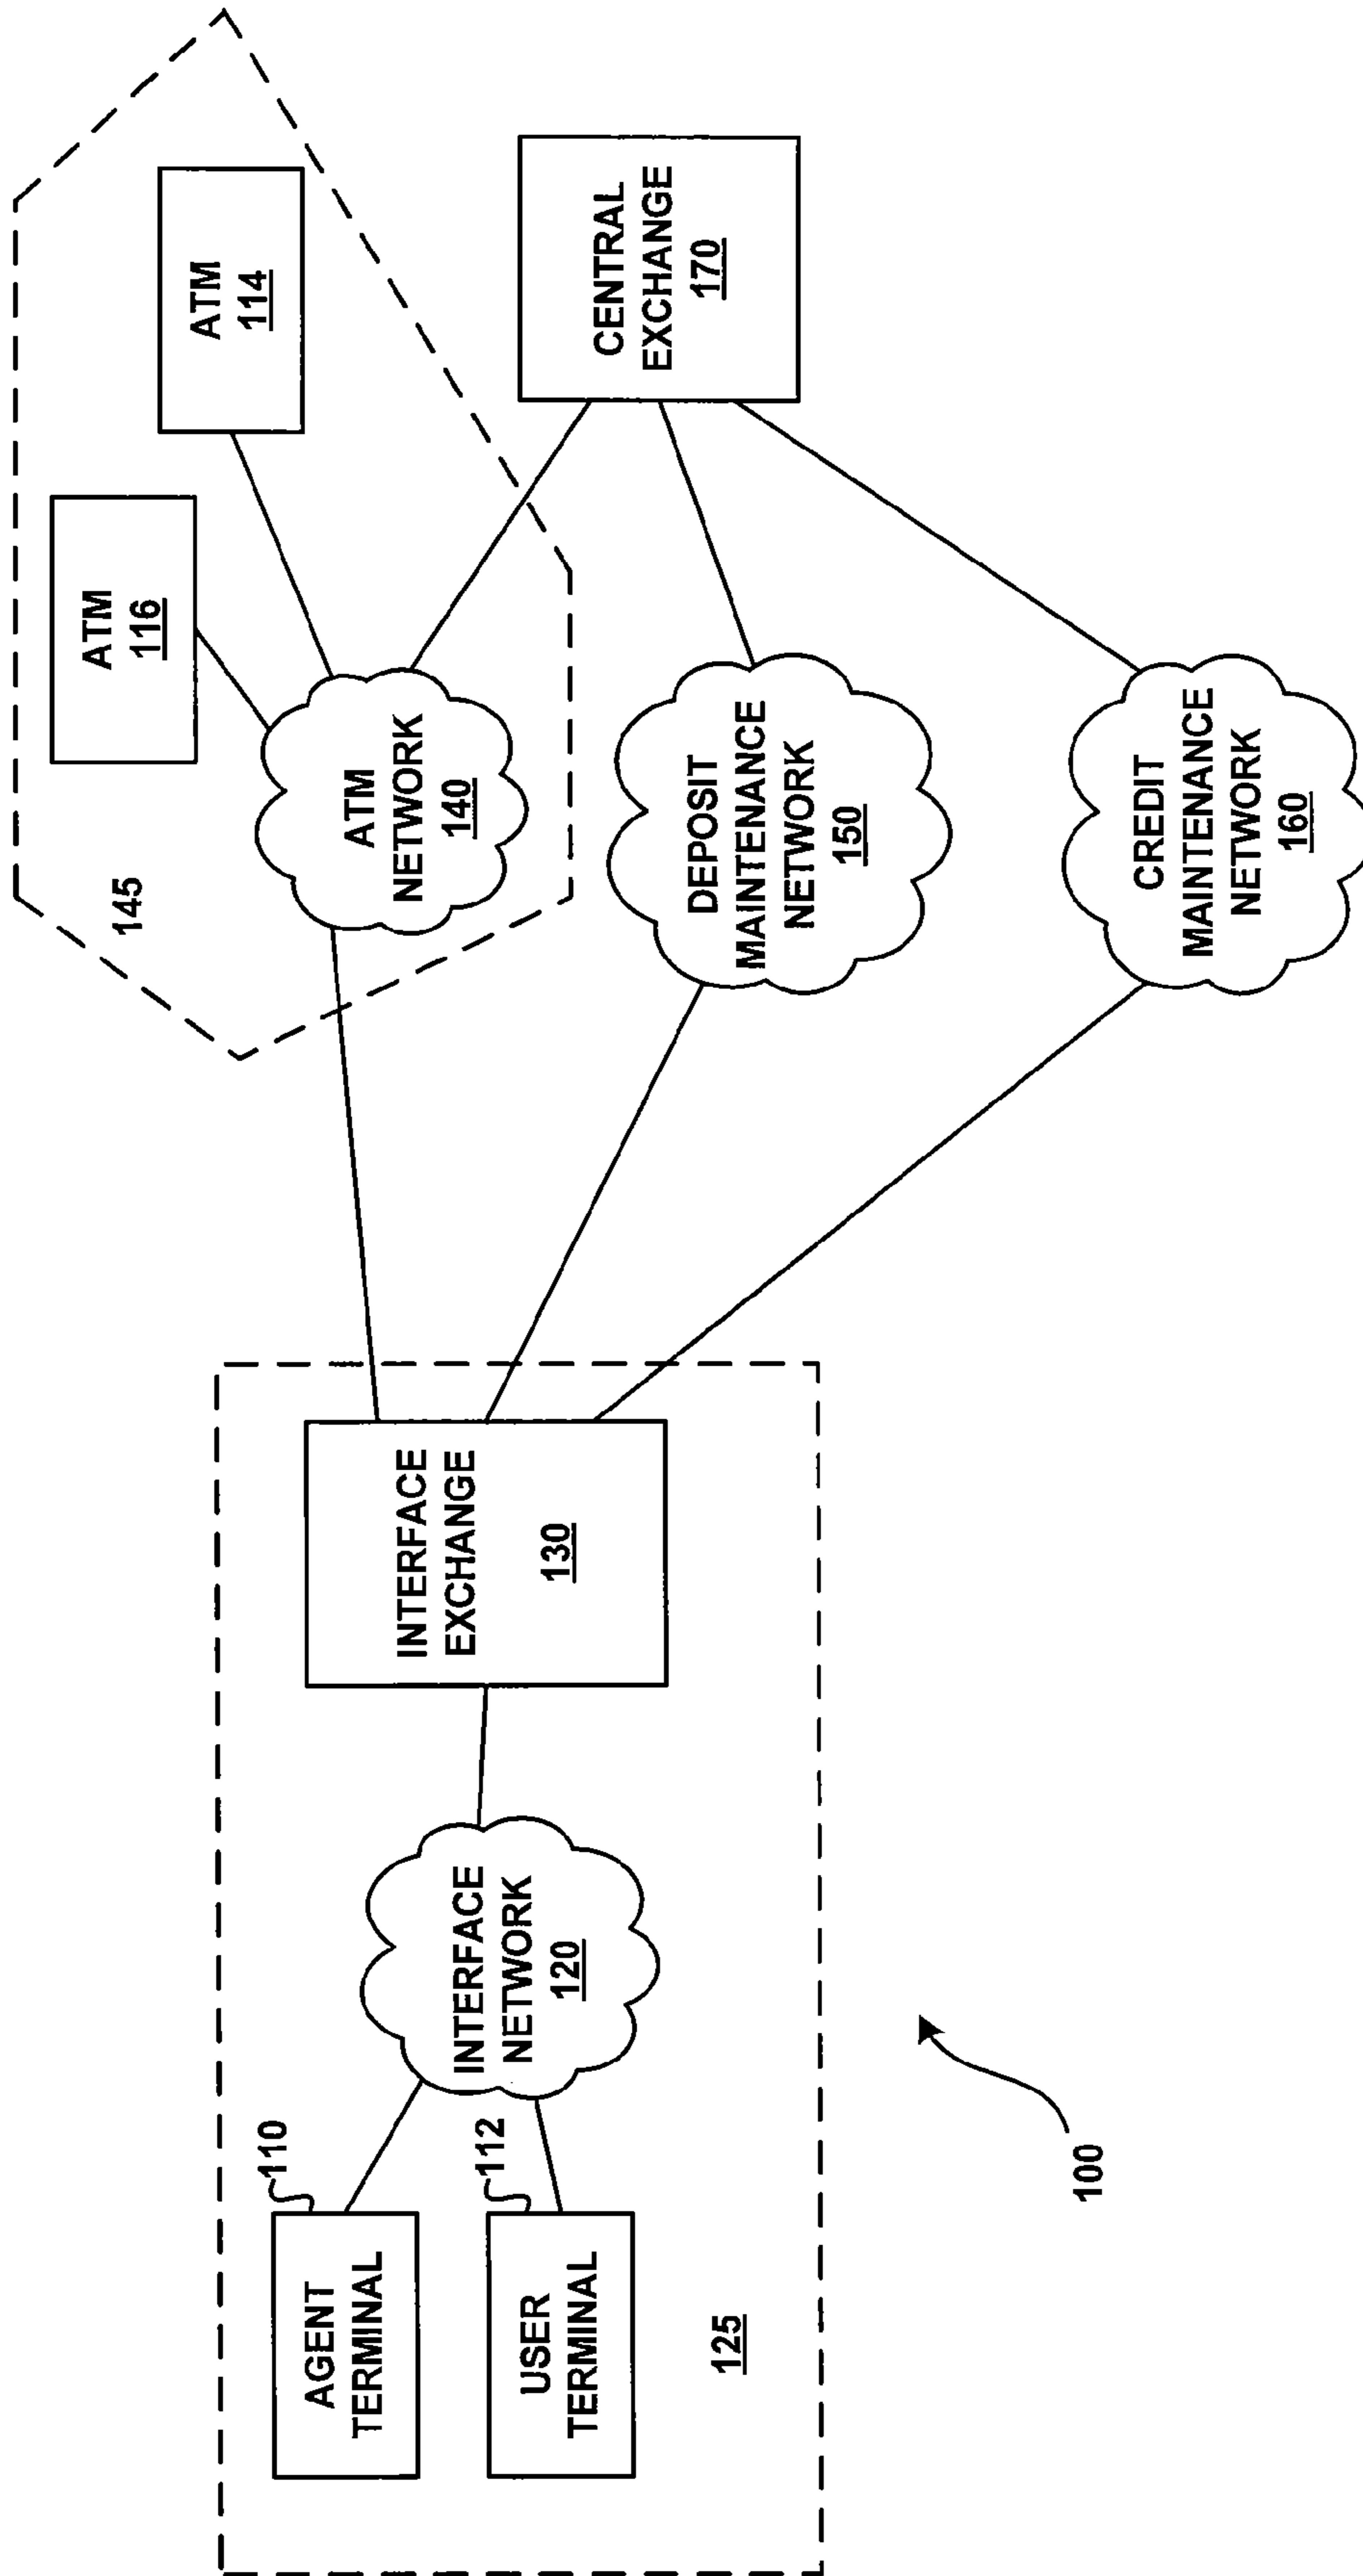 145
ATM
116
ATM
114
ATM
NETWORK
140
CENTRAL
EXCHANGE
170
DEPOSIT
MAINTENANCE
NETWORK
150
CREDIT
MAINTENANCE
NETWORK
160
INTERFACE
EXCHANGE
130
INTERFACE
NETWORK
120
110
AGENT
TERMINAL
112
USER
TERMINAL
125
100